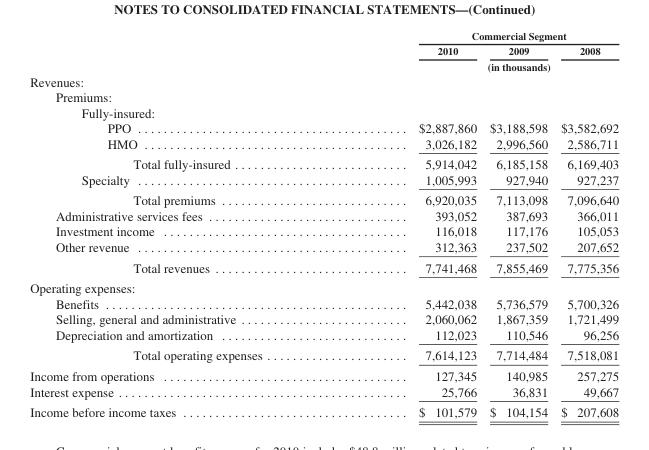 NOTES TO CONSOLIDATED FINANCIAL STATEMENTS—(Continued)
Commercial Segment
2010 2009 2008
(in thousands)
Revenues:
Premiums:
Fully-insured:
PPO $2,887,860 $3,188,598 $3,582,692
HMO 3,026,182 2,996,560 2,586,711
Total fully-insured 5,914,042 6,185,158 6,169,403
Specialty 1,005,993 927,940 927,237
Total premiums 6,920,035 7,113,098 7,096,640
Administrative services fees 393,052 387,693 366,011
Investment income 116,018 117,176 105,053
Other revenue 312,363 237,502 207,652
Total revenues 7,741,468 7,855,469 7,775,356
Operating expenses:
Benefits 5,442,038 5,736,579 5,700,326
Selling, general and administrative 2,060,062 1,867,359 1,721,499
Depreciation and amortization 112,023 110,546 96,256
Total operating expenses 7,614,123 7,714,484 7,518,081
Income from operations 127,345 140,985 257,275
Interest expense 25,766 36,831 49,667
Income before income taxes $ 101,579 $ 104,154 $ 207,608